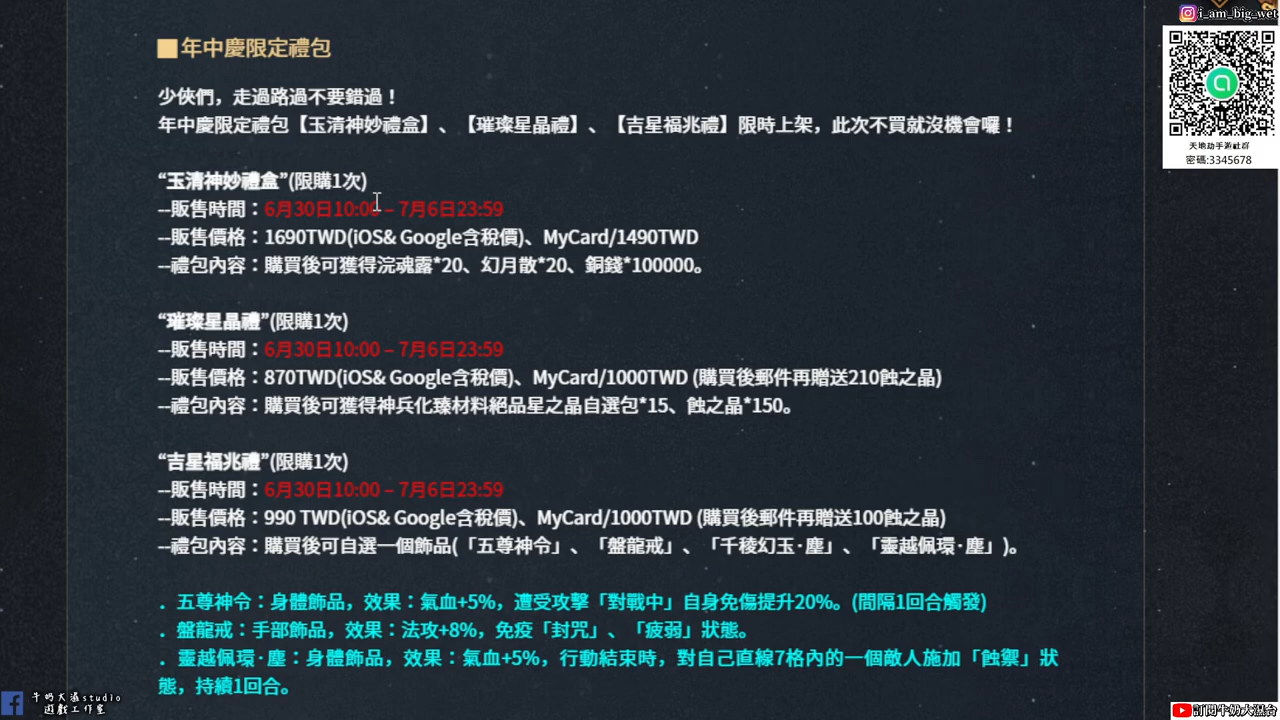 ■年中慶限定禮包
少俠們，走過路過不要錯過！
年中慶限定禮包【玉清神妙禮盒】、【璀璨星晶禮】、【吉星福兆禮】限時上架，此次不買就沒機會囉！
“玉清神妙禮盒”(限購1次)
--販售時間：6月30日10:00 – 7月6日23:59
--販售價格：1690TWD(iOS& Google含稅價)、MyCard/1490TWD
--禮包內容：購買後可獲得浣魂露*20、幻月散*20、銅錢*100000。
“璀璨星晶禮”(限購1次)
--販售時間：6月30日10:00 – 7月6日23:59
--販售價格：870TWD(iOS& Google含稅價)、MyCard/1000TWD (購買後郵件再贈送210蝕之晶)
--禮包內容：購買後可獲得神兵化臻材料絕品星之晶自選包*15、蝕之晶*150。
“吉星福兆禮”(限購1次)
--販售時間：6月30日10:00 – 7月6日23:59
--販售價格：990 TWD(iOS& Google含稅價)、MyCard/1000TWD (購買後郵件再贈送100蝕之晶)
--禮包內容：購買後可自選一個飾品(「五尊神令」、「盤龍戒」、「千稜幻玉·塵」、「靈越佩環·塵」)。
．五尊神令：身體飾品，效果：氣血+5%，遭受攻擊「對戰中」自身免傷提升20%。(間隔1回合觸發)
．盤龍戒：手部飾品，效果：法攻+8%，免疫「封咒」、「疲弱」狀態。
．靈越佩環·塵：身體飾品，效果：氣血+5%，行動結束時，對自己直線7格內的一個敵人施加「蝕禦」狀
態，持續1回合。
i_am_big_wet
天地劫手遊社群
密碼:3345678
牛奶大濕studio
遊戲工作室
訂閱牛奶大濕台